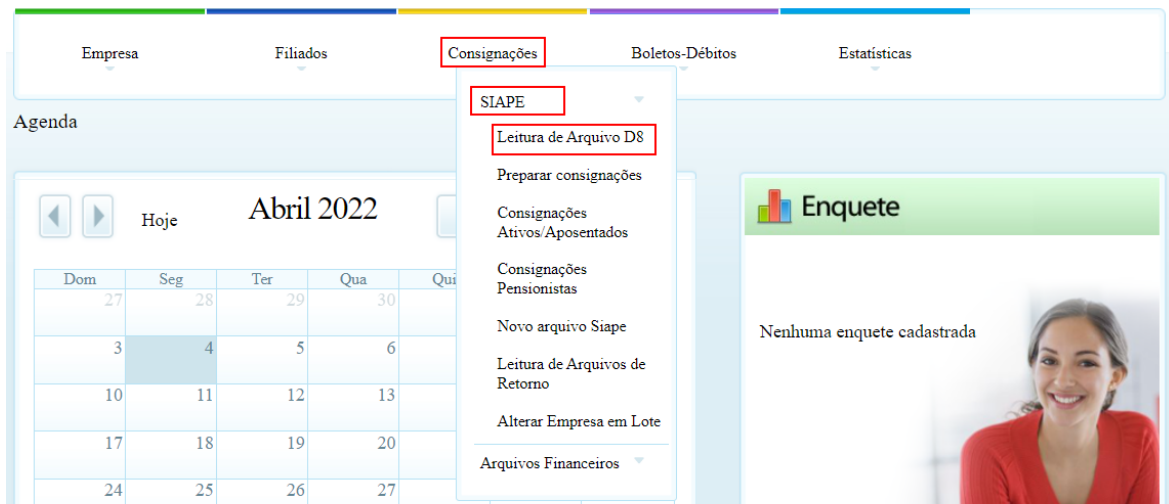 Empresa
Filiados
Consignações
Boletos-Débitos
Estatísticas
SIAPE
Leitura de Arquivo D8
Preparar consignações
Consignações
Ativos/Aposentados
Consignações
Pensionistas
Novo arquivo Siape
Leitura de Arquivos de
Retorno
Alterar Empresa em Lote
Arquivos Financeiros
Agenda
Hoje
Abril 2022
Dom Seg Ter Qua Qui
27 28 29 30
3 4 5 6
10 11 12 13
17 18 19 20
24 25 26 27
Enquete
Nenhuma enquete cadastrada